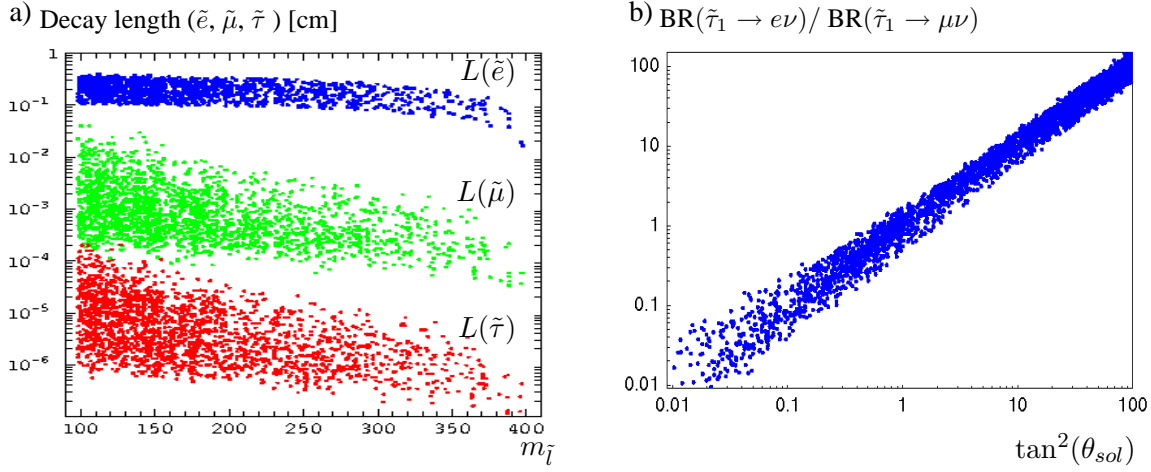 a) Decay length (ẽ, μ̃, τ̃ ) [cm]
1
10⁻¹
10⁻²
10⁻³
10⁻⁴
10⁻⁵
10⁻⁶
L(ẽ)
L(μ̃)
L(τ̃)
100 150 200 250 300 350 400
m_l̃
b) BR(τ̃₁ → eν)/ BR(τ̃₁ → μν)
100
10
1
0.1
0.01
0.01 0.1 1 10 100
tan²(θ_sol)